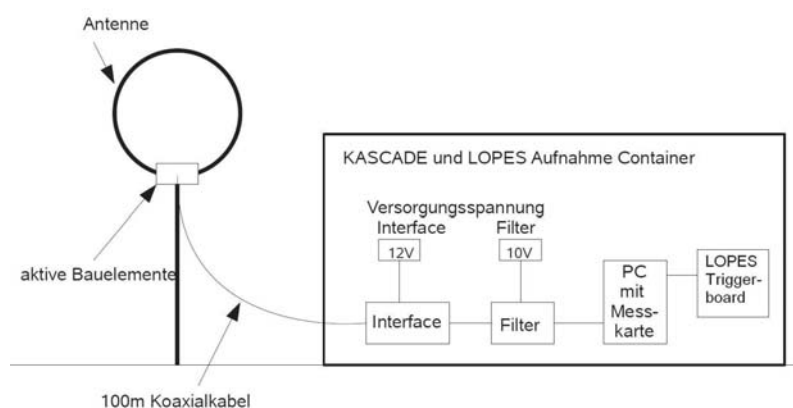 Antenne
KASCADE und LOPES Aufnahme Container
Versorgungsspannung
Interface
Filter
12V
10V
aktive Bauelemente
Interface
Filter
PC
mit
Mess-
karte
LOPES
Trigger-
board
100m Koaxialkabel